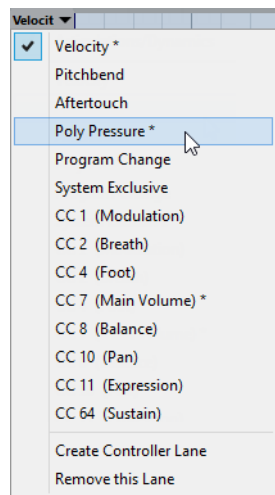 Velocit
Velocity *
Pitchbend
Aftertouch
Poly Pressure *
Program Change
System Exclusive
CC 1 (Modulation)
CC 2 (Breath)
CC 4 (Foot)
CC 7 (Main Volume) *
CC 8 (Balance)
CC 10 (Pan)
CC 11 (Expression)
CC 64 (Sustain)
Create Controller Lane
Remove this Lane